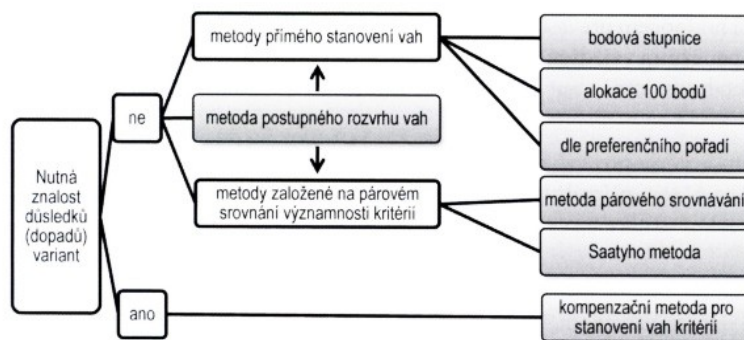 Nutná
znalost
důsledků
(dopadů)
variant
ne
ano
metody přímého stanovení vah
metoda postupného rozvrhu vah
metody založené na párovém
srovnání významnosti kritérií
bodová stupnice
alokace 100 bodů
dle preferenčního pořadí
metoda párového srovnávání
Saatyho metoda
kompenzační metoda pro
stanovení vah kritérií